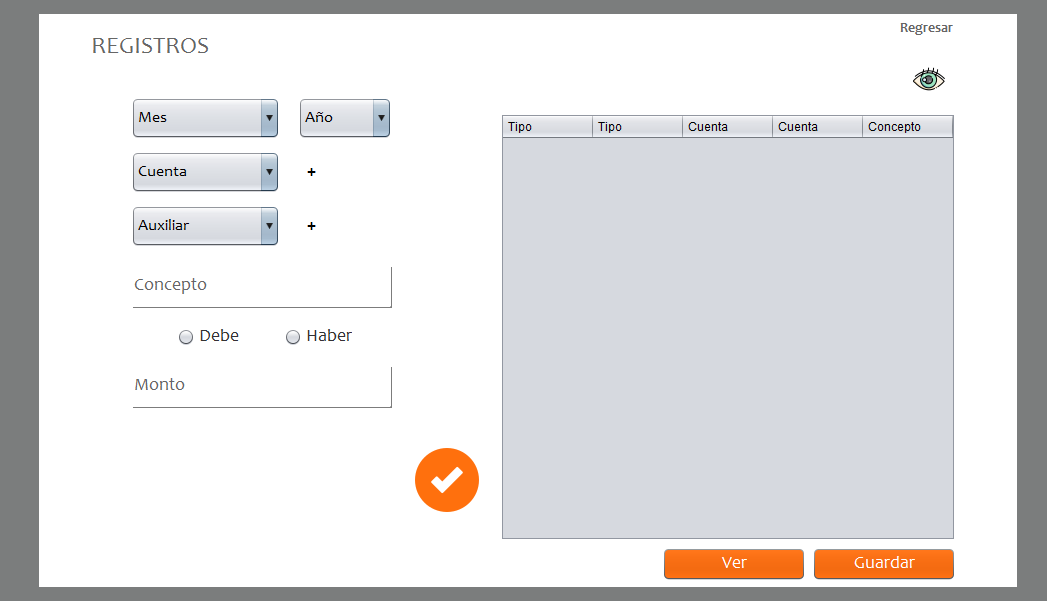 Regresar
REGISTROS
Mes
Año
Cuenta
+
Auxiliar
+
Concepto
Debe
Haber
Monto
Tipo
Tipo
Cuenta
Cuenta
Concepto
Ver
Guardar